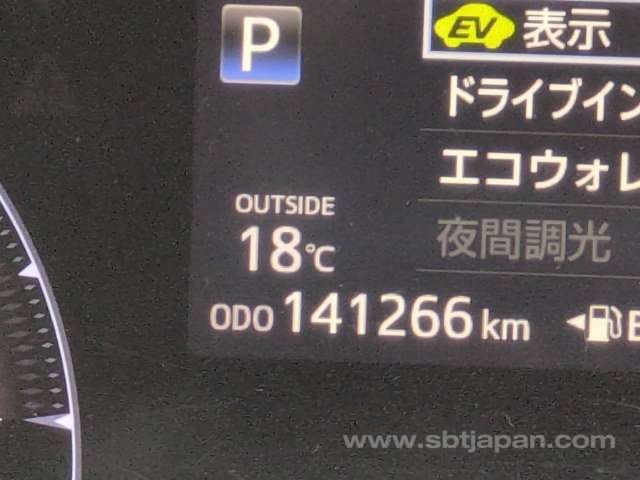 P
EV 表示
ドライブイン
エコウォレ
夜間調光
OUTSIDE
18℃
ODO 141266 km
E
www.sbtjapan.com